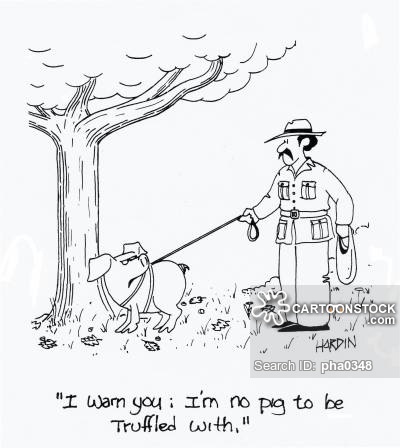 CARTOONSTOCK
.com
HARDIN
Search ID: pha0348
"I warn you: I'm no pig to be
Truffled with."